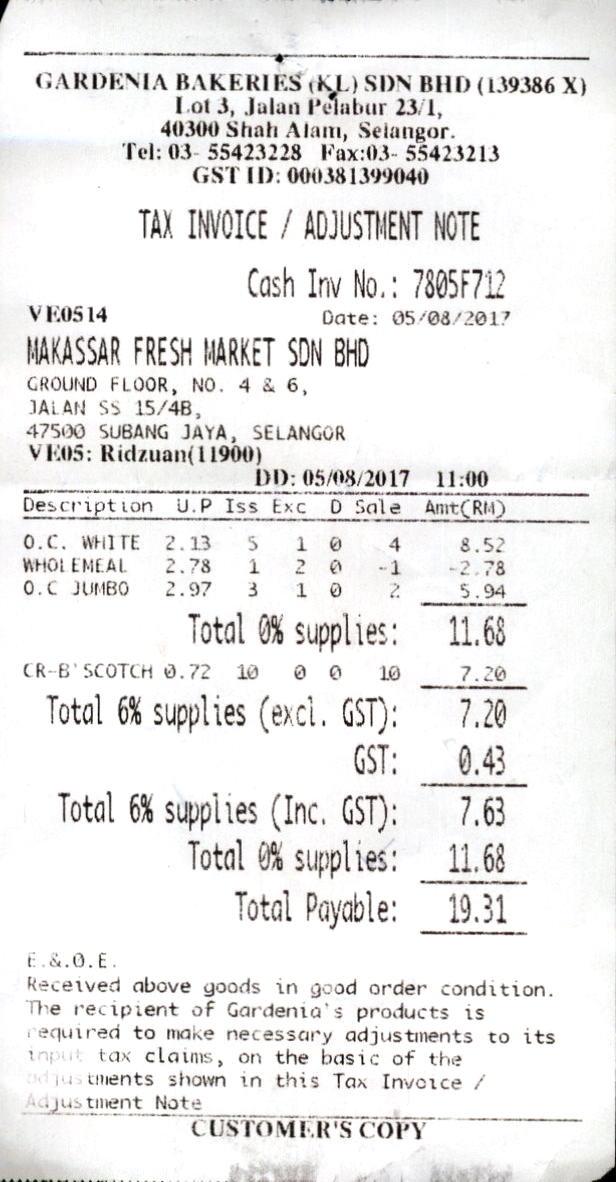 GARDENIA BAKERIES (KL) SDN BHD (139386 X)
Lot 3, Jalan Pelabur 23/1,
40300 Shah Alam, Selangor.
Tel: 03- 55423228 Fax:03- 55423213
GST ID: 000381399040
TAX INVOICE / ADJUSTMENT NOTE
Cash Inv No.: 7805F712
VE0514 Date: 05/08/2017
MAKASSAR FRESH MARKET SDN BHD
GROUND FLOOR, NO. 4 & 6,
JALAN SS 15/4B,
47500 SUBANG JAYA, SELANGOR
VE05: Ridzuan(11900)
DD: 05/08/2017 11:00
Description U.P Iss Exc D Sale Amt(RM)
O.C. WHITE 2.13 5 1 0 4 8.52
WHOLEMEAL 2.78 1 2 0 -1 -2.78
O.C JUMBO 2.97 3 1 0 2 5.94
Total 0% supplies: 11.68
CR-B'SCOTCH 0.72 10 0 0 10 7.20
Total 6% supplies (excl. GST): 7.20
GST: 0.43
Total 6% supplies (Inc. GST): 7.63
Total 0% supplies: 11.68
Total Payable: 19.31
E.&.O.E.
Received above goods in good order condition.
The recipient of Gardenia's products is
required to make necessary adjustments to its
input tax claims, on the basic of the
adjustments shown in this Tax Invoice /
Adjustment Note
CUSTOMER'S COPY